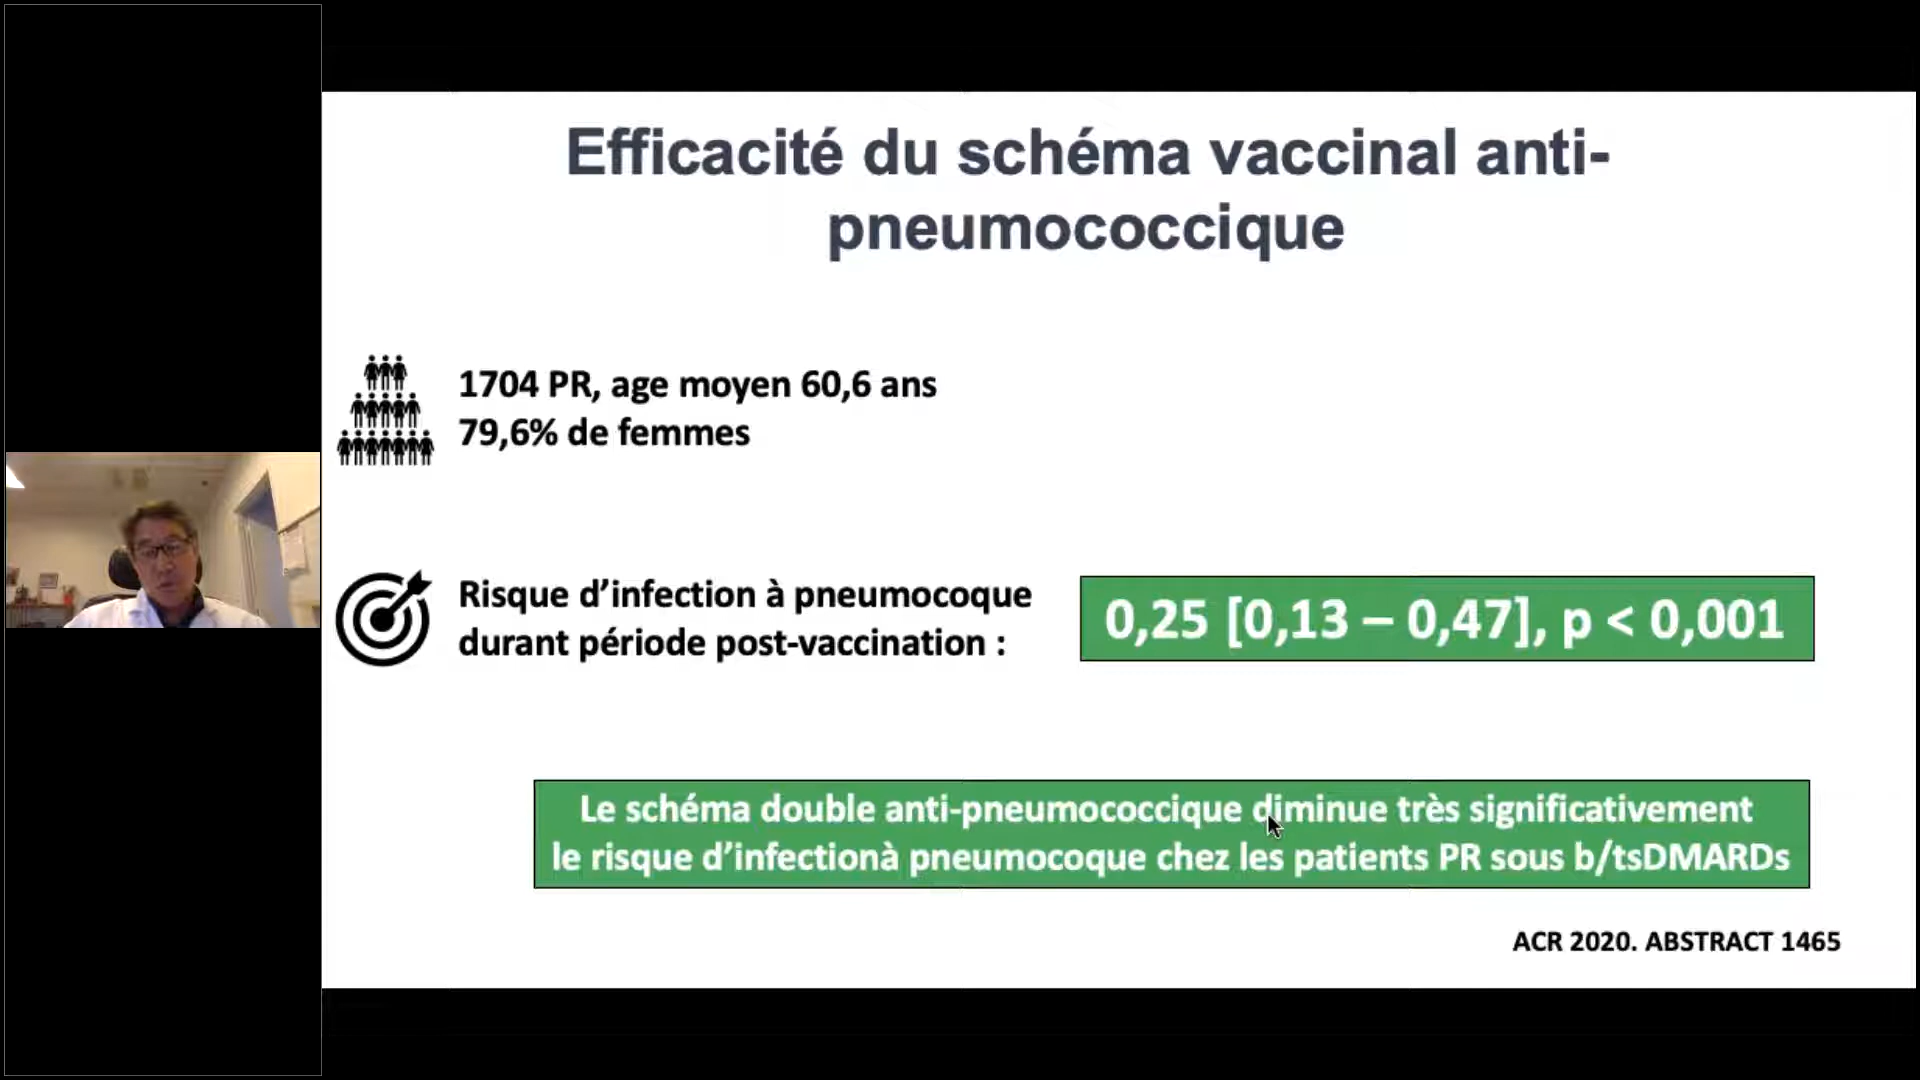 Efficacité du schéma vaccinal anti-
pneumococcique
1704 PR, age moyen 60,6 ans
79,6% de femmes
Risque d’infection à pneumocoque
durant période post-vaccination :
0,25 [0,13 – 0,47], p < 0,001
Le schéma double anti-pneumococcique diminue très significativement
le risque d’infectionà pneumocoque chez les patients PR sous b/tsDMARDs
ACR 2020. ABSTRACT 1465